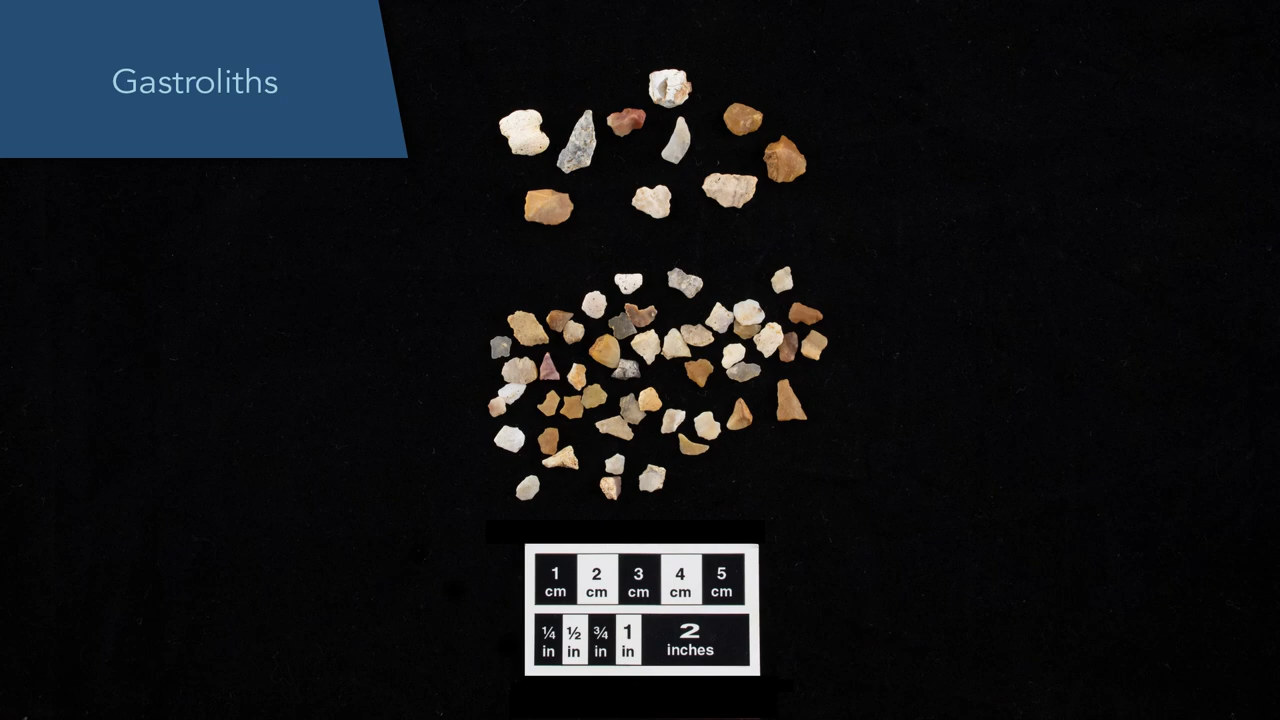 Gastroliths
1 2 3 4 5
cm cm cm cm cm
¼ ½ ¾ 1 2
in in in in inches